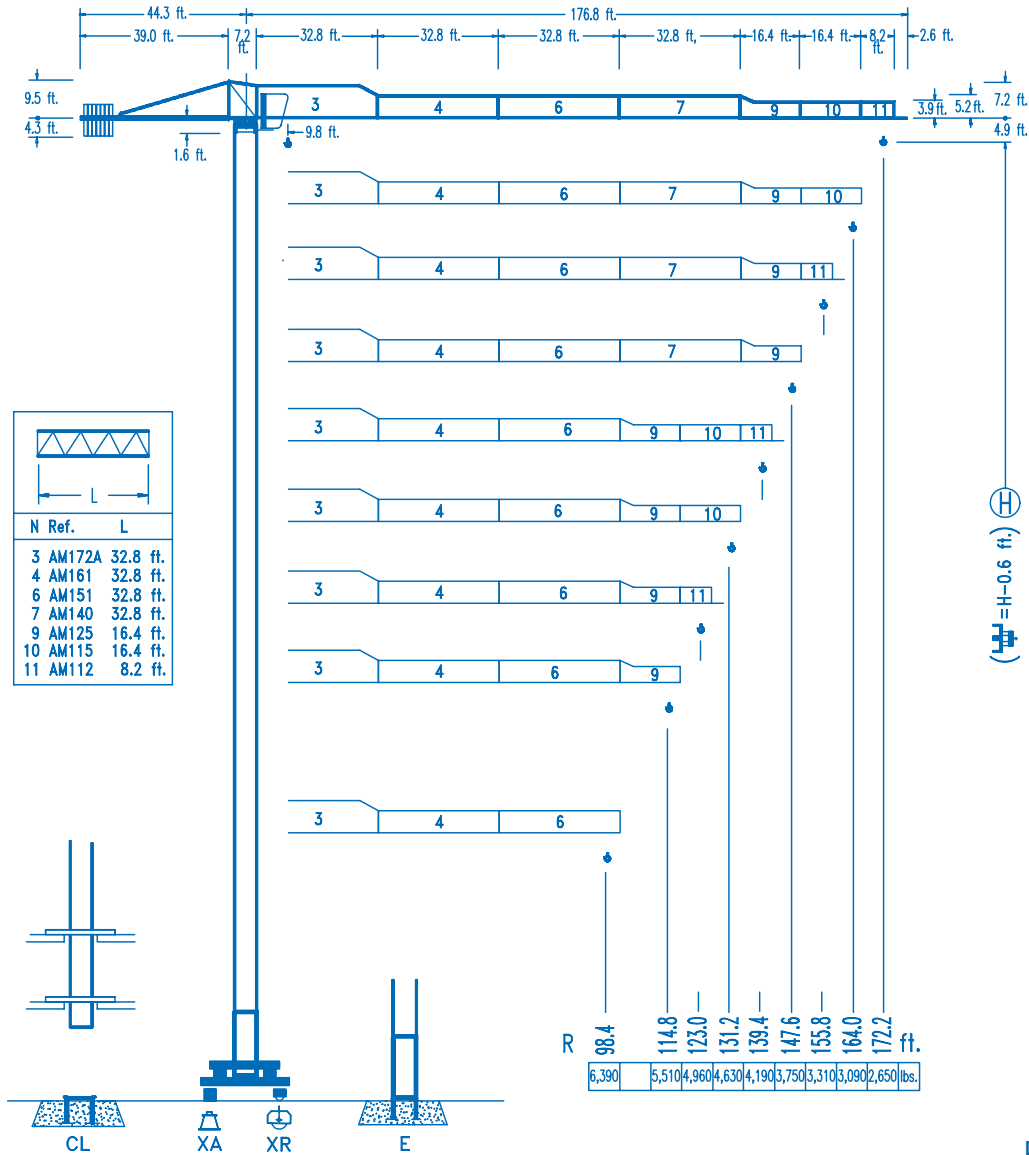 44.3 ft.
176.8 ft.
39.0 ft.
7.2 ft.
32.8 ft.
32.8 ft.
32.8 ft.
32.8 ft,
16.4 ft.
16.4 ft.
8.2 ft.
2.6 ft.
9.5 ft.
4.3 ft.
1.6 ft.
9.8 ft.
3.9ft.
5.2ft.
7.2 ft.
4.9 ft.
3 4 6 7 9 10 11
3 4 6 7 9 10
3 4 6 7 9 11
3 4 6 7 9
3 4 6 9 10 11
3 4 6 9 10
3 4 6 9 11
3 4 6 9
3 4 6
L
N Ref. L
3 AM172A 32.8 ft.
4 AM161 32.8 ft.
6 AM151 32.8 ft.
7 AM140 32.8 ft.
9 AM125 16.4 ft.
10 AM115 16.4 ft.
11 AM112 8.2 ft.
H
( =H-0.6 ft.)
R 98.4 114.8 123.0 131.2 139.4 147.6 155.8 164.0 172.2 ft.
6,390 5,510 4,960 4,630 4,190 3,750 3,310 3,090 2,650 lbs.
CL
XA
XR
E